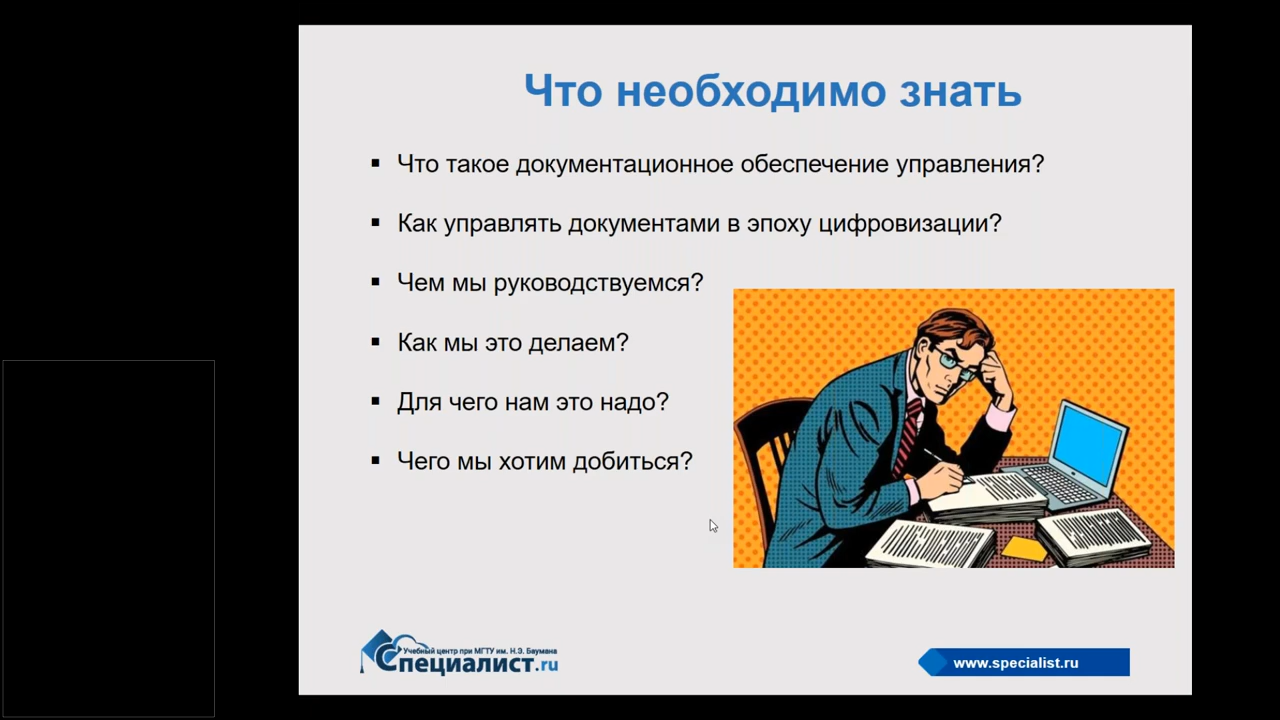 Что необходимо знать
Что такое документационное обеспечение управления?
Как управлять документами в эпоху цифровизации?
Чем мы руководствуемся?
Как мы это делаем?
Для чего нам это надо?
Чего мы хотим добиться?
Учебный центр при МГТУ им. Н.Э. Баумана
Специалист.ru
www.specialist.ru